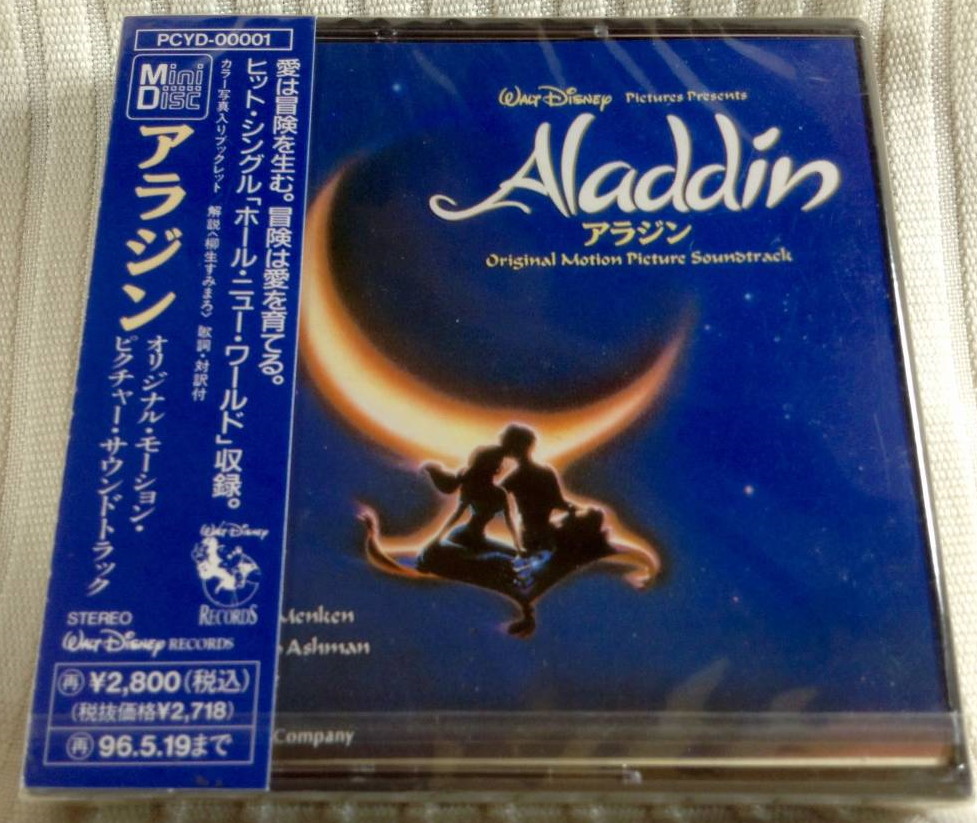 PCYD-00001
Mini
Disc
愛は冒険を生む。冒険は愛を育てる。
ヒット・シングル「ホール・ニュー・ワールド」収録。
カラー写真入りブックレット 解説〈柳生すみまろ〉 歌詞・対訳付
アラジン
オリジナル・モーション・
ピクチャー・サウンドトラック
WALT DISNEY
RECORDS
STEREO
WALT DISNEY RECORDS
再 ¥2,800(税込)
(税抜価格¥2,718)
再 96.5.19まで
WALT DISNEY Pictures Presents
Aladdin
アラジン
Original Motion Picture Soundtrack
Menken
Ashman
Company